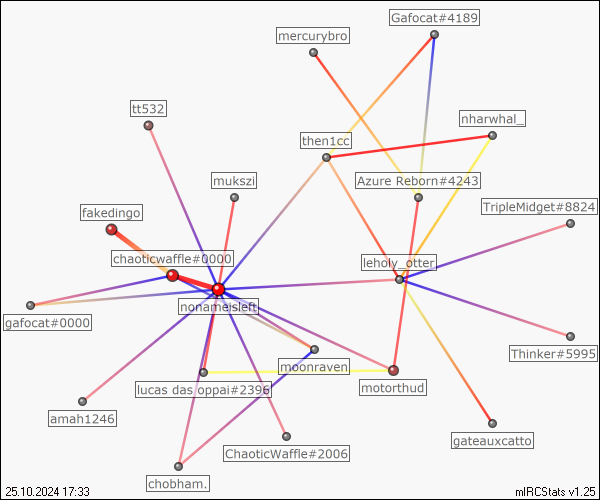 Gafocat#4189
mercurybro
tt532
nharwhal_
then1cc
mukszi
Azure Reborn#4243
TripleMidget#8824
fakedingo
chaoticwaffle#0000
leholy_otter
nonameisleft
gafocat#0000
Thinker#5995
moonraven
lucas das oppai#2396
motorthud
amah1246
gateauxcatto
ChaoticWaffle#2006
chobham.
25.10.2024 17:33
mIRCStats v1.25